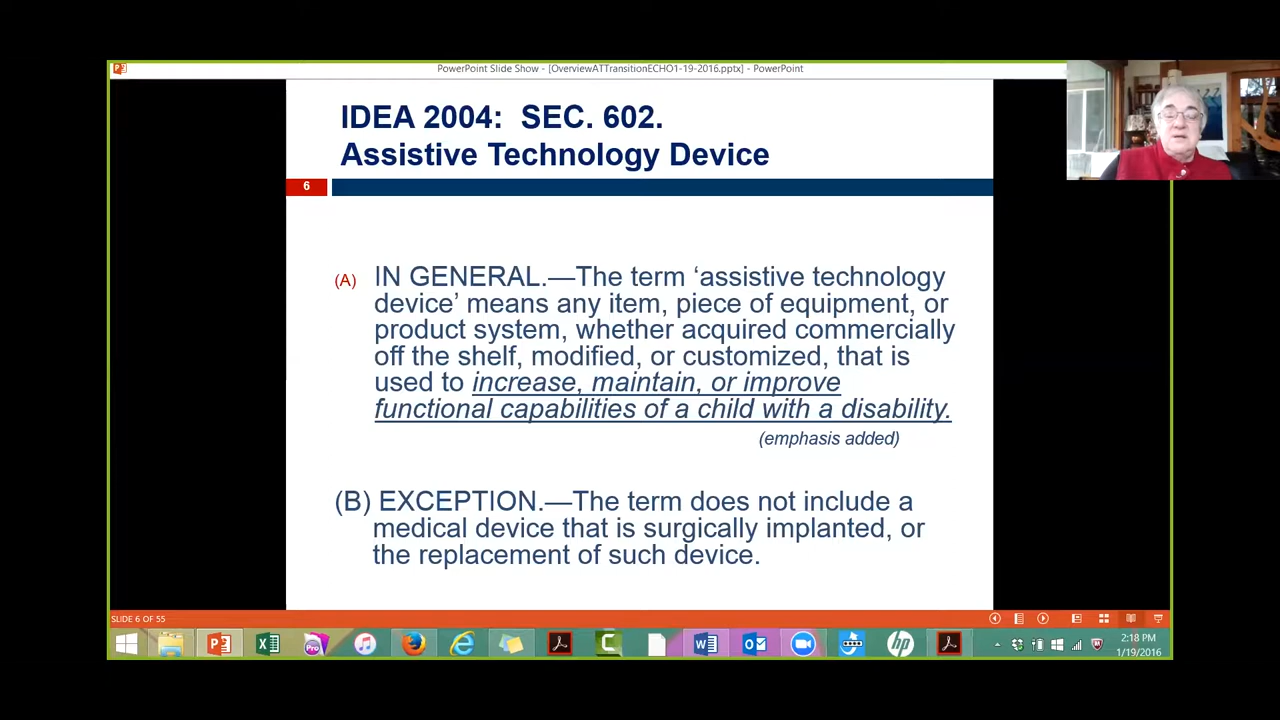 PowerPoint Slide Show - [OverviewATTransitionECHO1-19-2016.pptx] - PowerPoint
IDEA 2004:  SEC. 602.
Assistive Technology Device
6
(A) IN GENERAL.—The term ‘assistive technology
device’ means any item, piece of equipment, or
product system, whether acquired commercially
off the shelf, modified, or customized, that is
used to increase, maintain, or improve
functional capabilities of a child with a disability.
(emphasis added)
(B) EXCEPTION.—The term does not include a
medical device that is surgically implanted, or
the replacement of such device.
SLIDE 6 OF 55
2:18 PM
1/19/2016